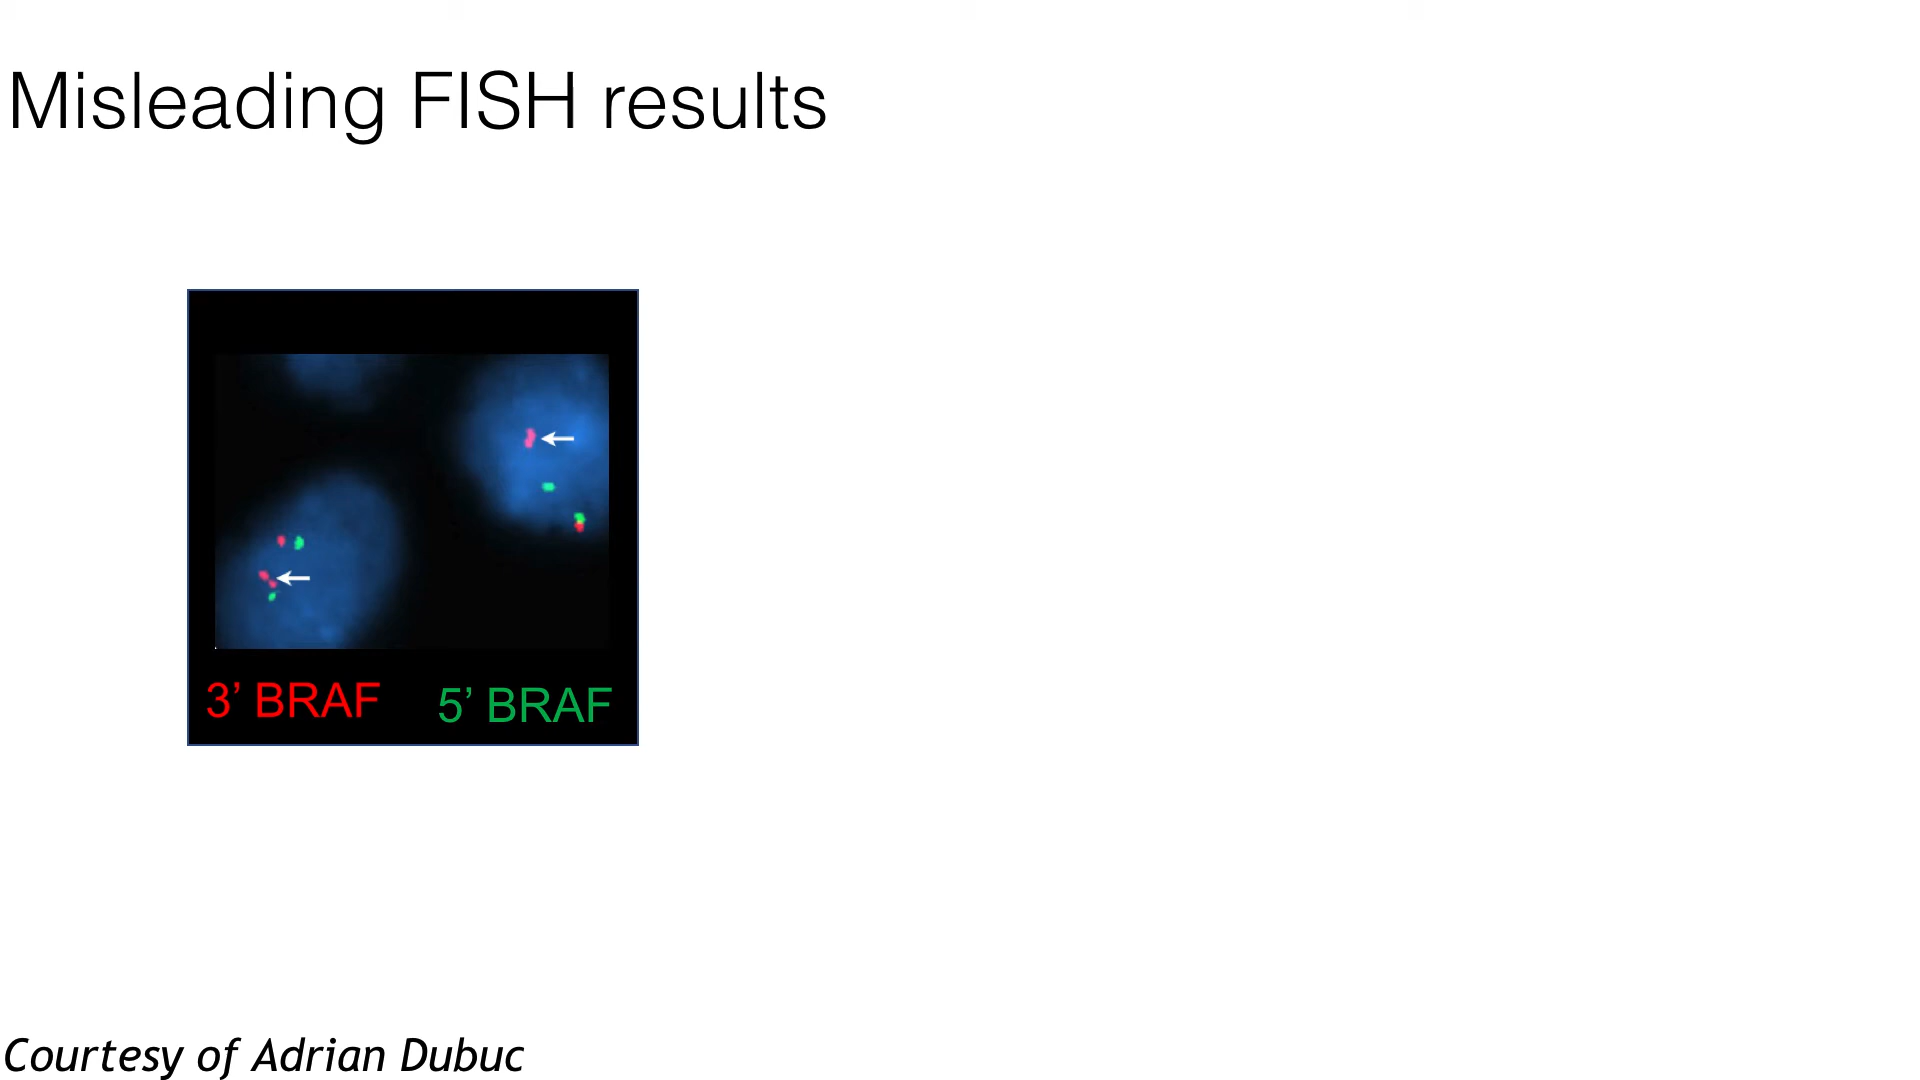 Misleading FISH results
3’ BRAF 5’ BRAF
Courtesy of Adrian Dubuc